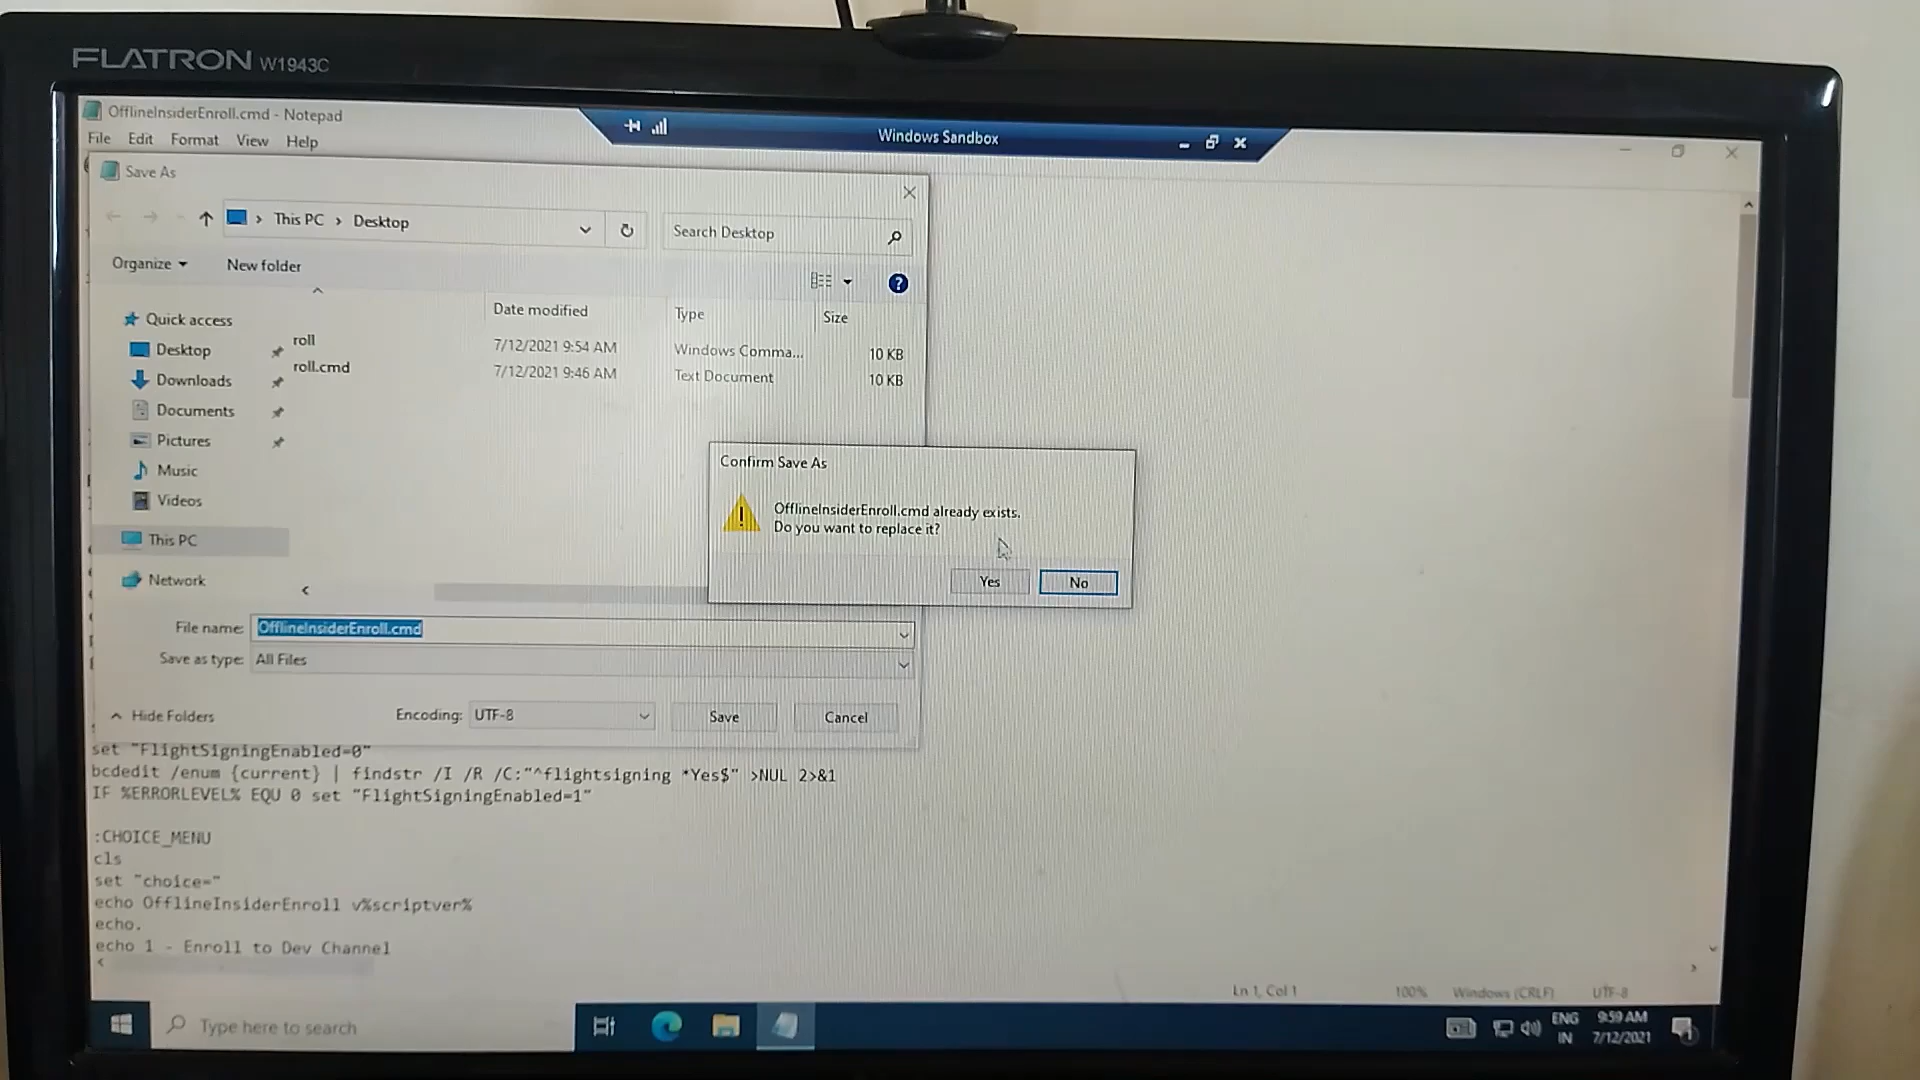 FLATRON W1943C
OfflineInsiderEnroll.cmd - Notepad
Windows Sandbox
File Edit Format View Help
Save As
This PC > Desktop
Search Desktop
Organize
New folder
Date modified
Type
Size
Quick access
Desktop
Downloads
Documents
Pictures
Music
Videos
This PC
Network
roll
7/12/2021 9:54 AM
Windows Comma...
10 KB
roll.cmd
7/12/2021 9:46 AM
Text Document
10 KB
Confirm Save As
OfflineInsiderEnroll.cmd already exists.
Do you want to replace it?
Yes
No
File name: OfflineInsiderEnroll.cmd
Save as type: All Files
Hide Folders
Encoding: UTF-8
Save
Cancel
set "FlightSigningEnabled=0"
bcdedit /enum {current} | findstr /I /R /C:"^flightsigning *Yes$" >NUL 2>&1
IF %ERRORLEVEL% EQU 0 set "FlightSigningEnabled=1"
:CHOICE_MENU
cls
set "choice="
echo OfflineInsiderEnroll v%scriptver%
echo.
echo 1 - Enroll to Dev Channel
Ln 1, Col 1
100%
Windows (CRLF)
UTF-8
Type here to search
ENG
IN
9:59 AM
7/12/2021